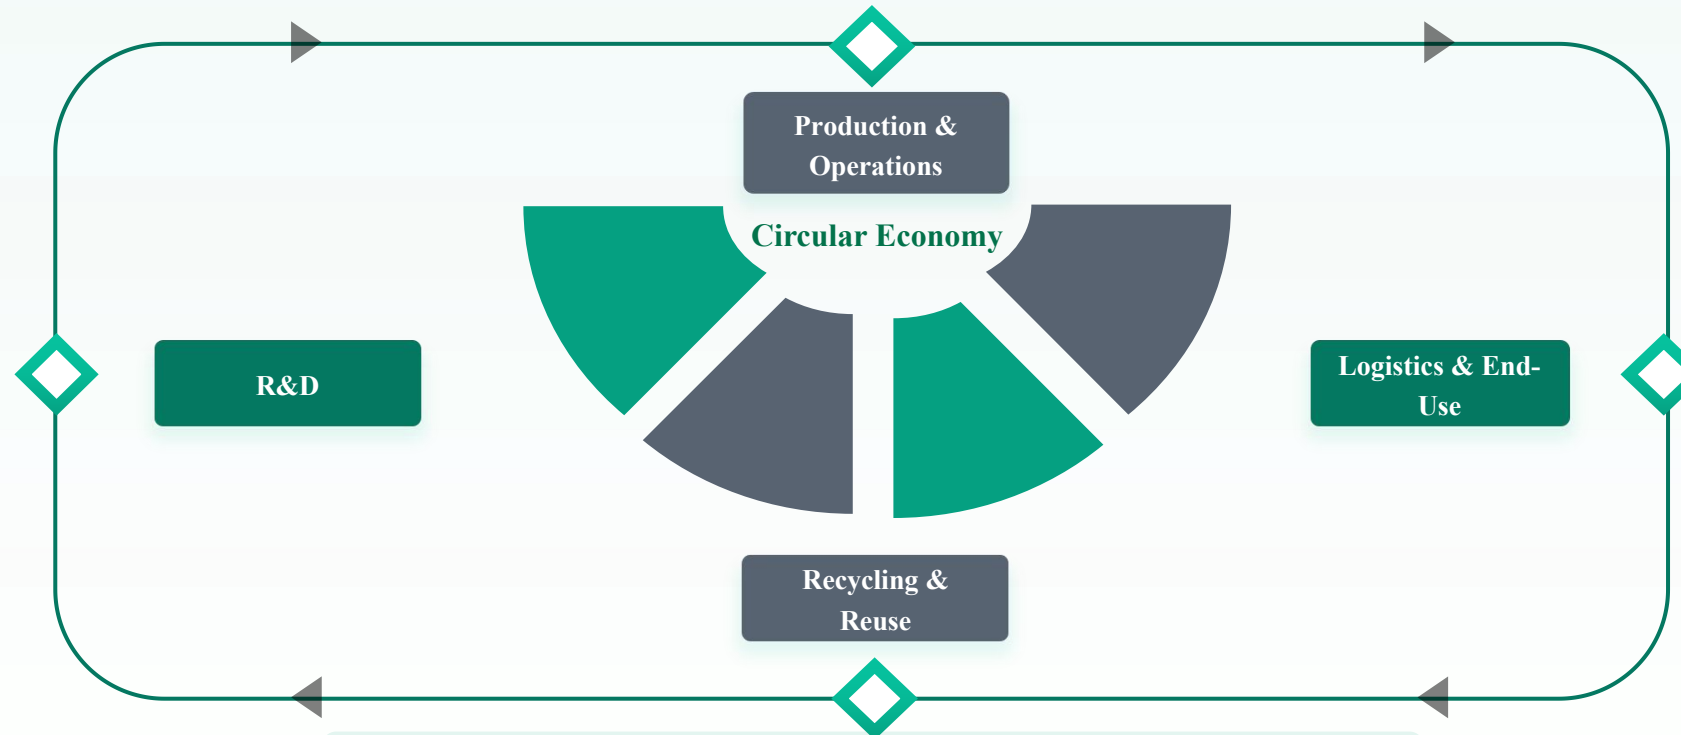 Production &
Operations
Circular Economy
R&D
Logistics & End-
Use
Recycling &
Reuse